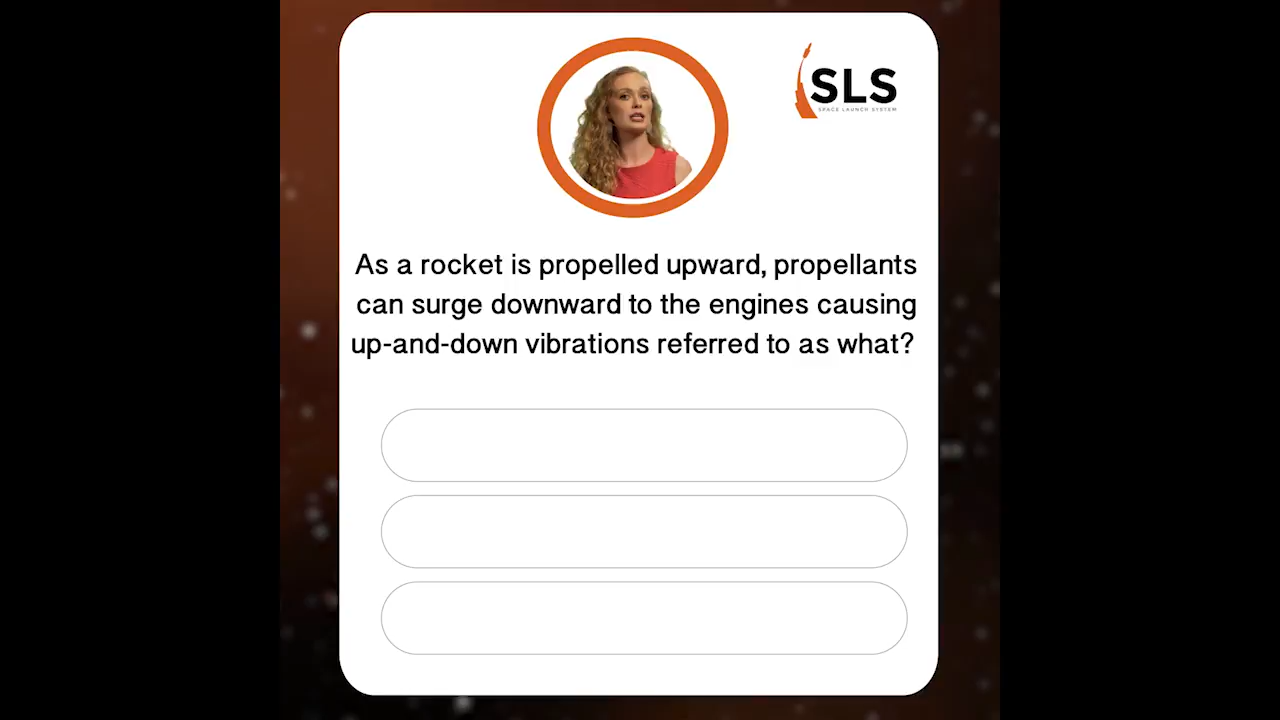 SLS
SPACE LAUNCH SYSTEM
As a rocket is propelled upward, propellants
can surge downward to the engines causing
up-and-down vibrations referred to as what?